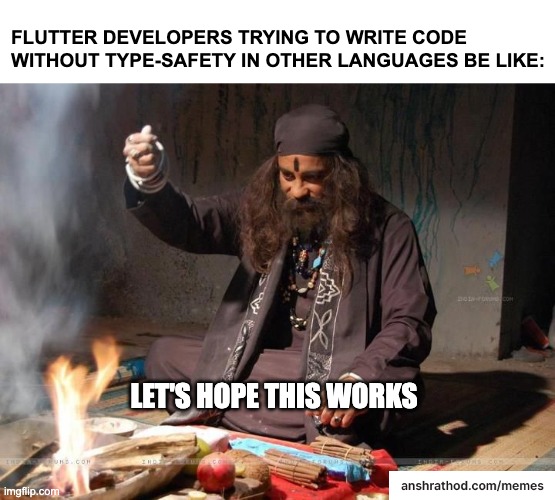 FLUTTER DEVELOPERS TRYING TO WRITE CODE
WITHOUT TYPE-SAFETY IN OTHER LANGUAGES BE LIKE:
LET'S HOPE THIS WORKS
imgflip.com
anshrathod.com/memes